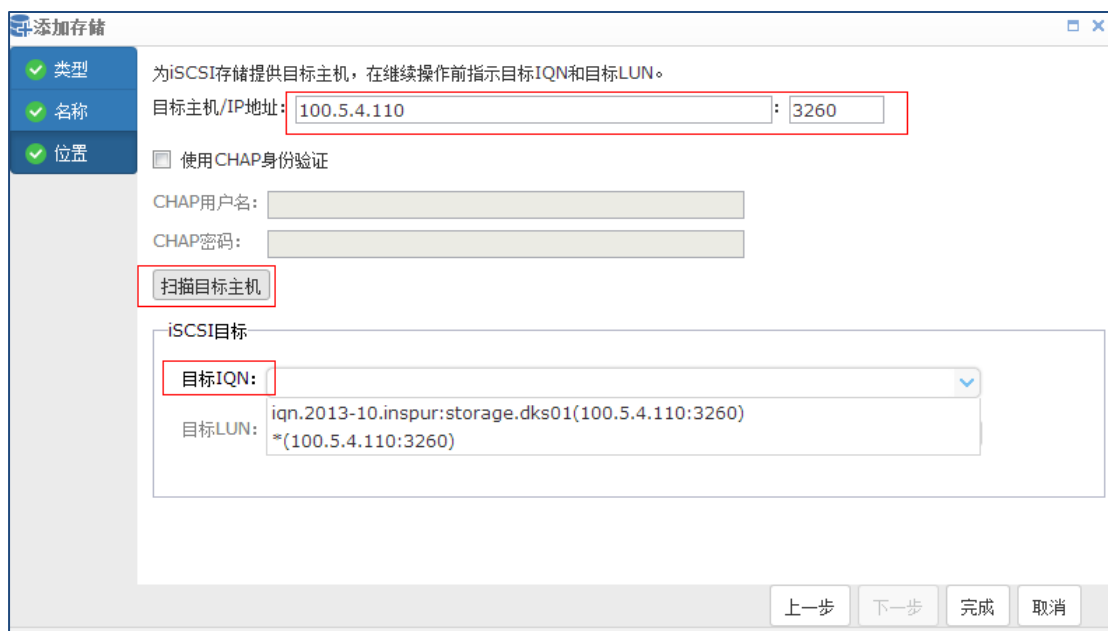 添加存储
类型
名称
位置
为iSCSI存储提供目标主机，在继续操作前指示目标IQN和目标LUN。
目标主机/IP地址: 100.5.4.110 : 3260
使用CHAP身份验证
CHAP用户名:
CHAP密码:
扫描目标主机
iSCSI目标
目标IQN:
iqn.2013-10.inspur:storage.dks01(100.5.4.110:3260)
目标LUN:
*(100.5.4.110:3260)
上一步 下一步 完成 取消